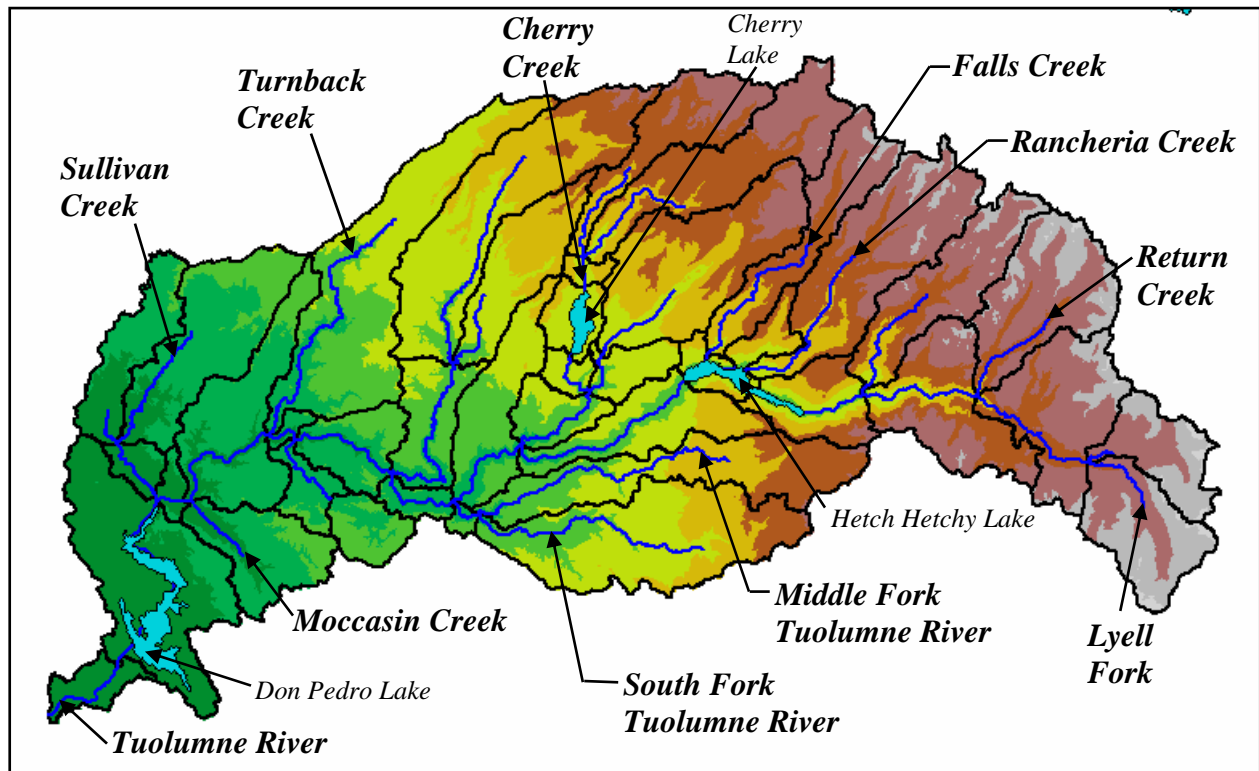 Cherry
Creek
Cherry
Lake
Falls Creek
Turnback
Creek
Rancheria Creek
Sullivan
Creek
Return
Creek
Hetch Hetchy Lake
Middle Fork
Tuolumne River
Moccasin Creek
Lyell
Fork
South Fork
Tuolumne River
Don Pedro Lake
Tuolumne River